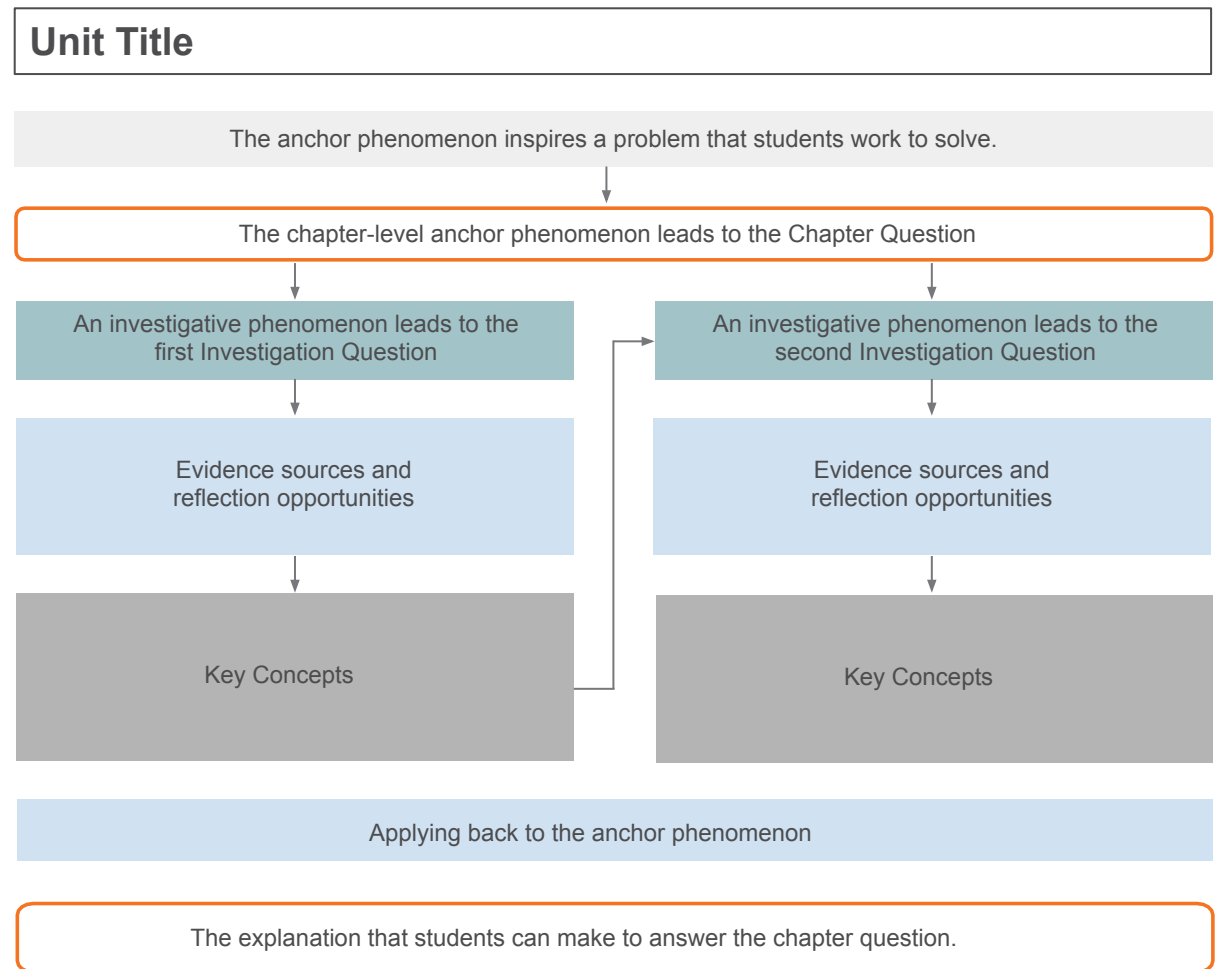 Unit Title
The anchor phenomenon inspires a problem that students work to solve.
The chapter-level anchor phenomenon leads to the Chapter Question
An investigative phenomenon leads to the
first Investigation Question
Evidence sources and
reflection opportunities
Key Concepts
An investigative phenomenon leads to the
second Investigation Question
Evidence sources and
reflection opportunities
Key Concepts
Applying back to the anchor phenomenon
The explanation that students can make to answer the chapter question.